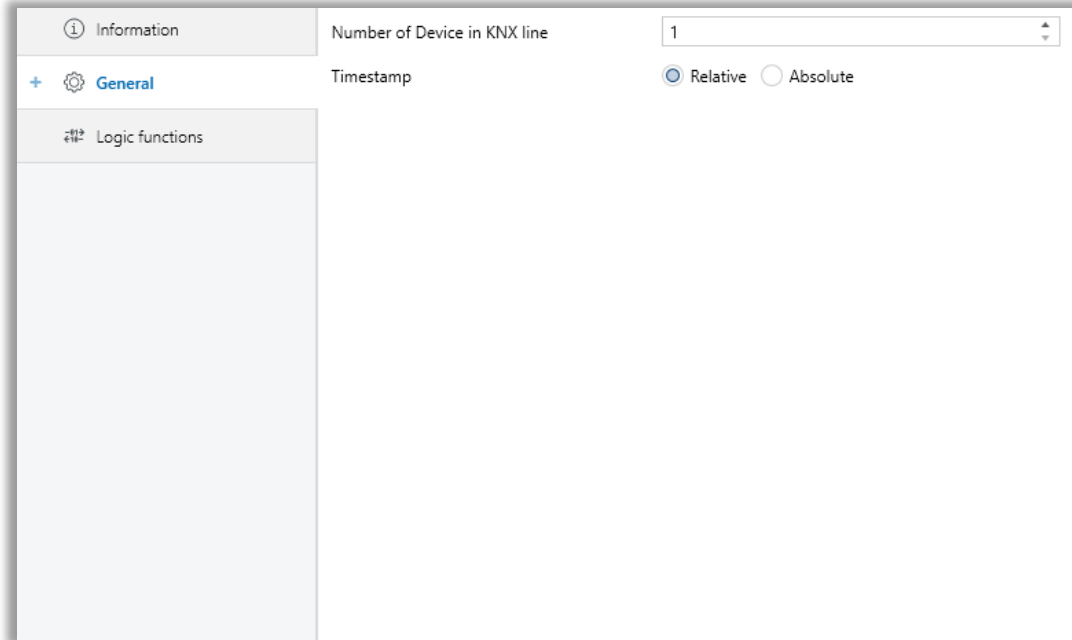 Information
General
Logic functions
Number of Device in KNX line
1
Timestamp
Relative Absolute